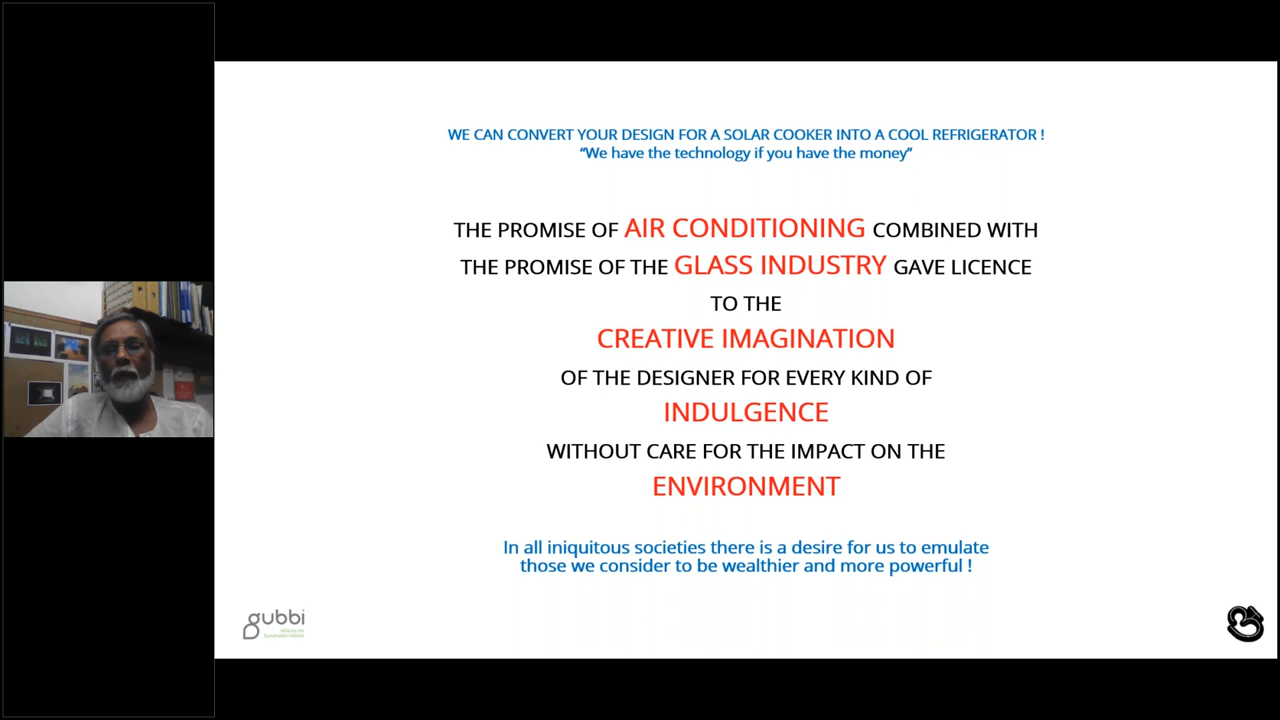 WE CAN CONVERT YOUR DESIGN FOR A SOLAR COOKER INTO A COOL REFRIGERATOR !
“We have the technology if you have the money”
THE PROMISE OF AIR CONDITIONING COMBINED WITH
THE PROMISE OF THE GLASS INDUSTRY GAVE LICENCE
TO THE
CREATIVE IMAGINATION
OF THE DESIGNER FOR EVERY KIND OF
INDULGENCE
WITHOUT CARE FOR THE IMPACT ON THE
ENVIRONMENT
In all iniquitous societies there is a desire for us to emulate
those we consider to be wealthier and more powerful !
gubbi
Alliance for
Sustainable Habitat